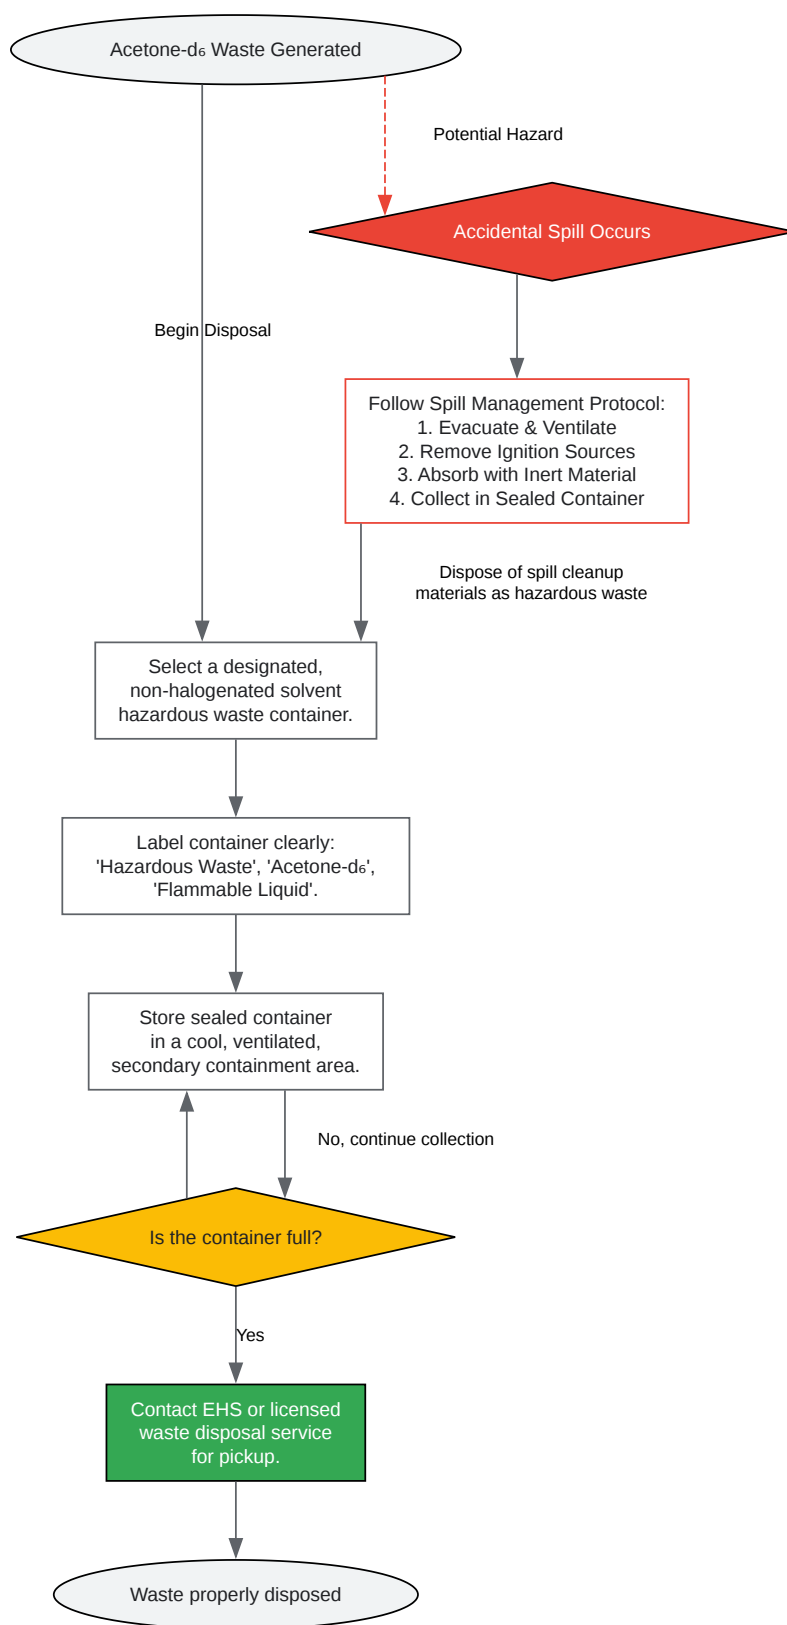 Acetone-d₆ Waste Generated
Potential Hazard
Accidental Spill Occurs
Begin Disposal
Follow Spill Management Protocol:
1. Evacuate & Ventilate
2. Remove Ignition Sources
3. Absorb with Inert Material
4. Collect in Sealed Container
Dispose of spill cleanup
materials as hazardous waste
Select a designated,
non-halogenated solvent
hazardous waste container.
Label container clearly:
'Hazardous Waste', 'Acetone-d₆',
'Flammable Liquid'.
Store sealed container
in a cool, ventilated,
secondary containment area.
No, continue collection
Is the container full?
Yes
Contact EHS or licensed
waste disposal service
for pickup.
Waste properly disposed